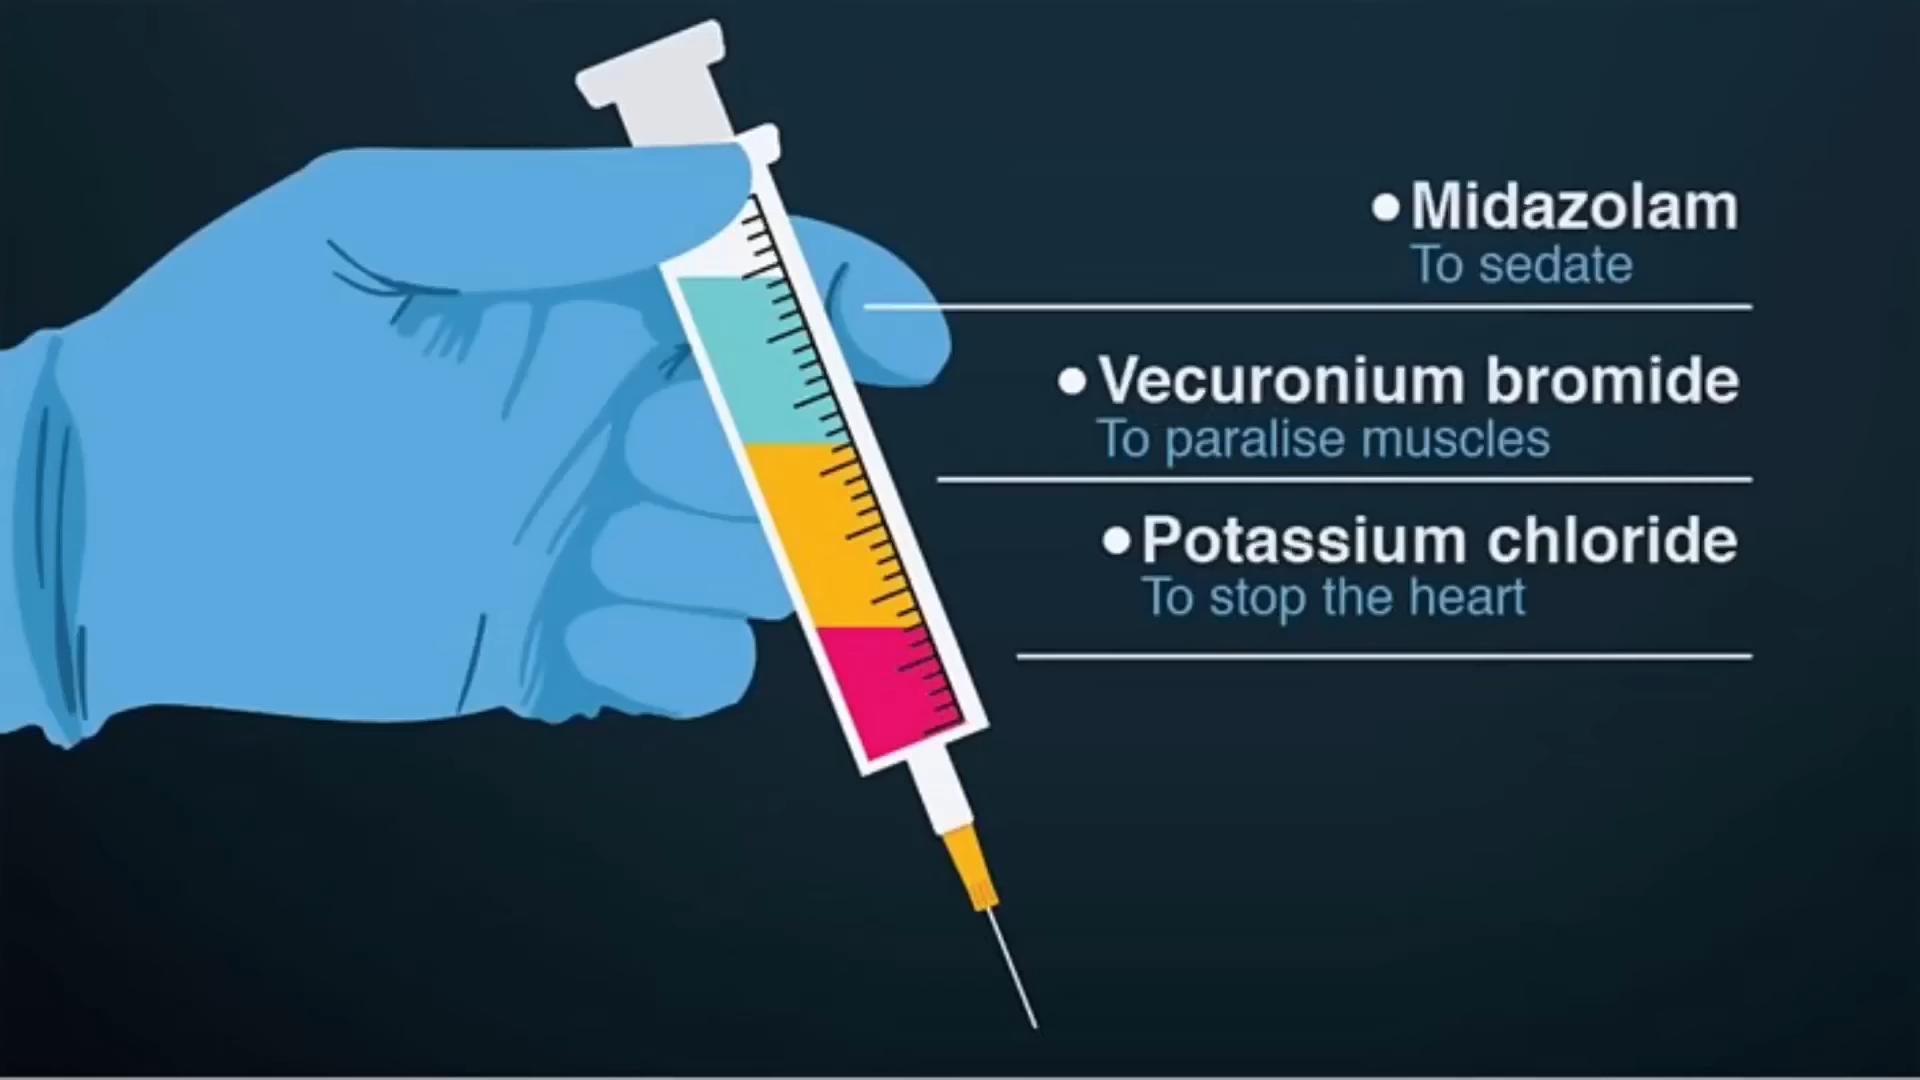 Midazolam
To sedate
Vecuronium bromide
To paralise muscles
Potassium chloride
To stop the heart